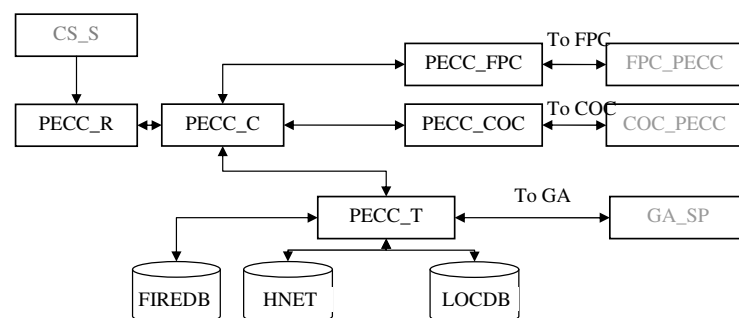 CS_S
To FPC
PECC_FPC
FPC_PECC
To COC
PECC_R
PECC_C
PECC_COC
COC_PECC
To GA
PECC_T
GA_SP
FIREDB
HNET
LOCDB